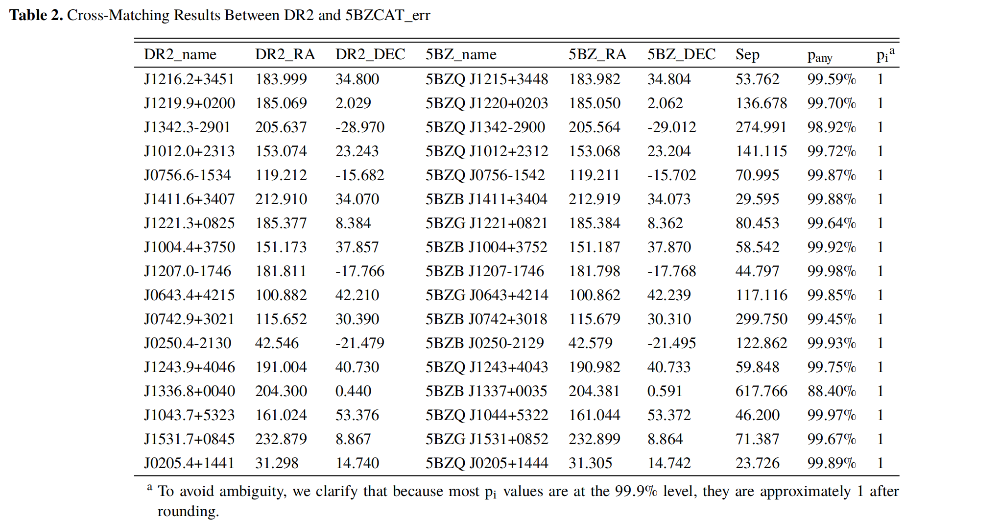 Table 2. Cross-Matching Results Between DR2 and 5BZCAT_err
DR2_name DR2_RA DR2_DEC 5BZ_name 5BZ_RA 5BZ_DEC Sep pany pi a
J1216.2+3451 183.999 34.800 5BZQ J1215+3448 183.982 34.804 53.762 99.59% 1
J1219.9+0200 185.069 2.029 5BZQ J1220+0203 185.050 2.062 136.678 99.70% 1
J1342.3-2901 205.637 -28.970 5BZQ J1342-2900 205.564 -29.012 274.991 98.92% 1
J1012.0+2313 153.074 23.243 5BZQ J1012+2312 153.068 23.204 141.115 99.72% 1
J0756.6-1534 119.212 -15.682 5BZQ J0756-1542 119.211 -15.702 70.995 99.87% 1
J1411.6+3407 212.910 34.070 5BZB J1411+3404 212.919 34.073 29.595 99.88% 1
J1221.3+0825 185.377 8.384 5BZG J1221+0821 185.384 8.362 80.453 99.64% 1
J1004.4+3750 151.173 37.857 5BZB J1004+3752 151.187 37.870 58.542 99.92% 1
J1207.0-1746 181.811 -17.766 5BZB J1207-1746 181.798 -17.768 44.797 99.98% 1
J0643.4+4215 100.882 42.210 5BZG J0643+4214 100.862 42.239 117.116 99.85% 1
J0742.9+3021 115.652 30.390 5BZB J0742+3018 115.679 30.310 299.750 99.45% 1
J0250.4-2130 42.546 -21.479 5BZB J0250-2129 42.579 -21.495 122.862 99.93% 1
J1243.9+4046 191.004 40.730 5BZQ J1243+4043 190.982 40.733 59.848 99.75% 1
J1336.8+0040 204.300 0.440 5BZB J1337+0035 204.381 0.591 617.766 88.40% 1
J1043.7+5323 161.024 53.376 5BZQ J1044+5322 161.044 53.372 46.200 99.97% 1
J1531.7+0845 232.879 8.867 5BZG J1531+0852 232.899 8.864 71.387 99.67% 1
J0205.4+1441 31.298 14.740 5BZQ J0205+1444 31.305 14.742 23.726 99.89% 1
a To avoid ambiguity, we clarify that because most pi values are at the 99.9% level, they are approximately 1 after
rounding.